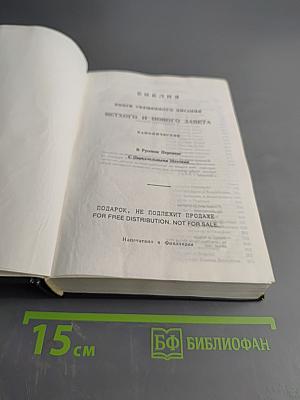 БИБЛИЯ
КНИГИ СВЯЩЕННОГО ПИСАНИЯ
ВЕТХОГО И НОВОГО ЗАВЕТА
КАНОНИЧЕСКИЕ
В Русском Переводе
С Параллельными Местами
ПОДАРОК, НЕ ПОДЛЕЖИТ ПРОДАЖЕ
FOR FREE DISTRIBUTION. NOT FOR SALE.
Напечатано в Финляндии
15 см
БФ БИБЛИОФАН